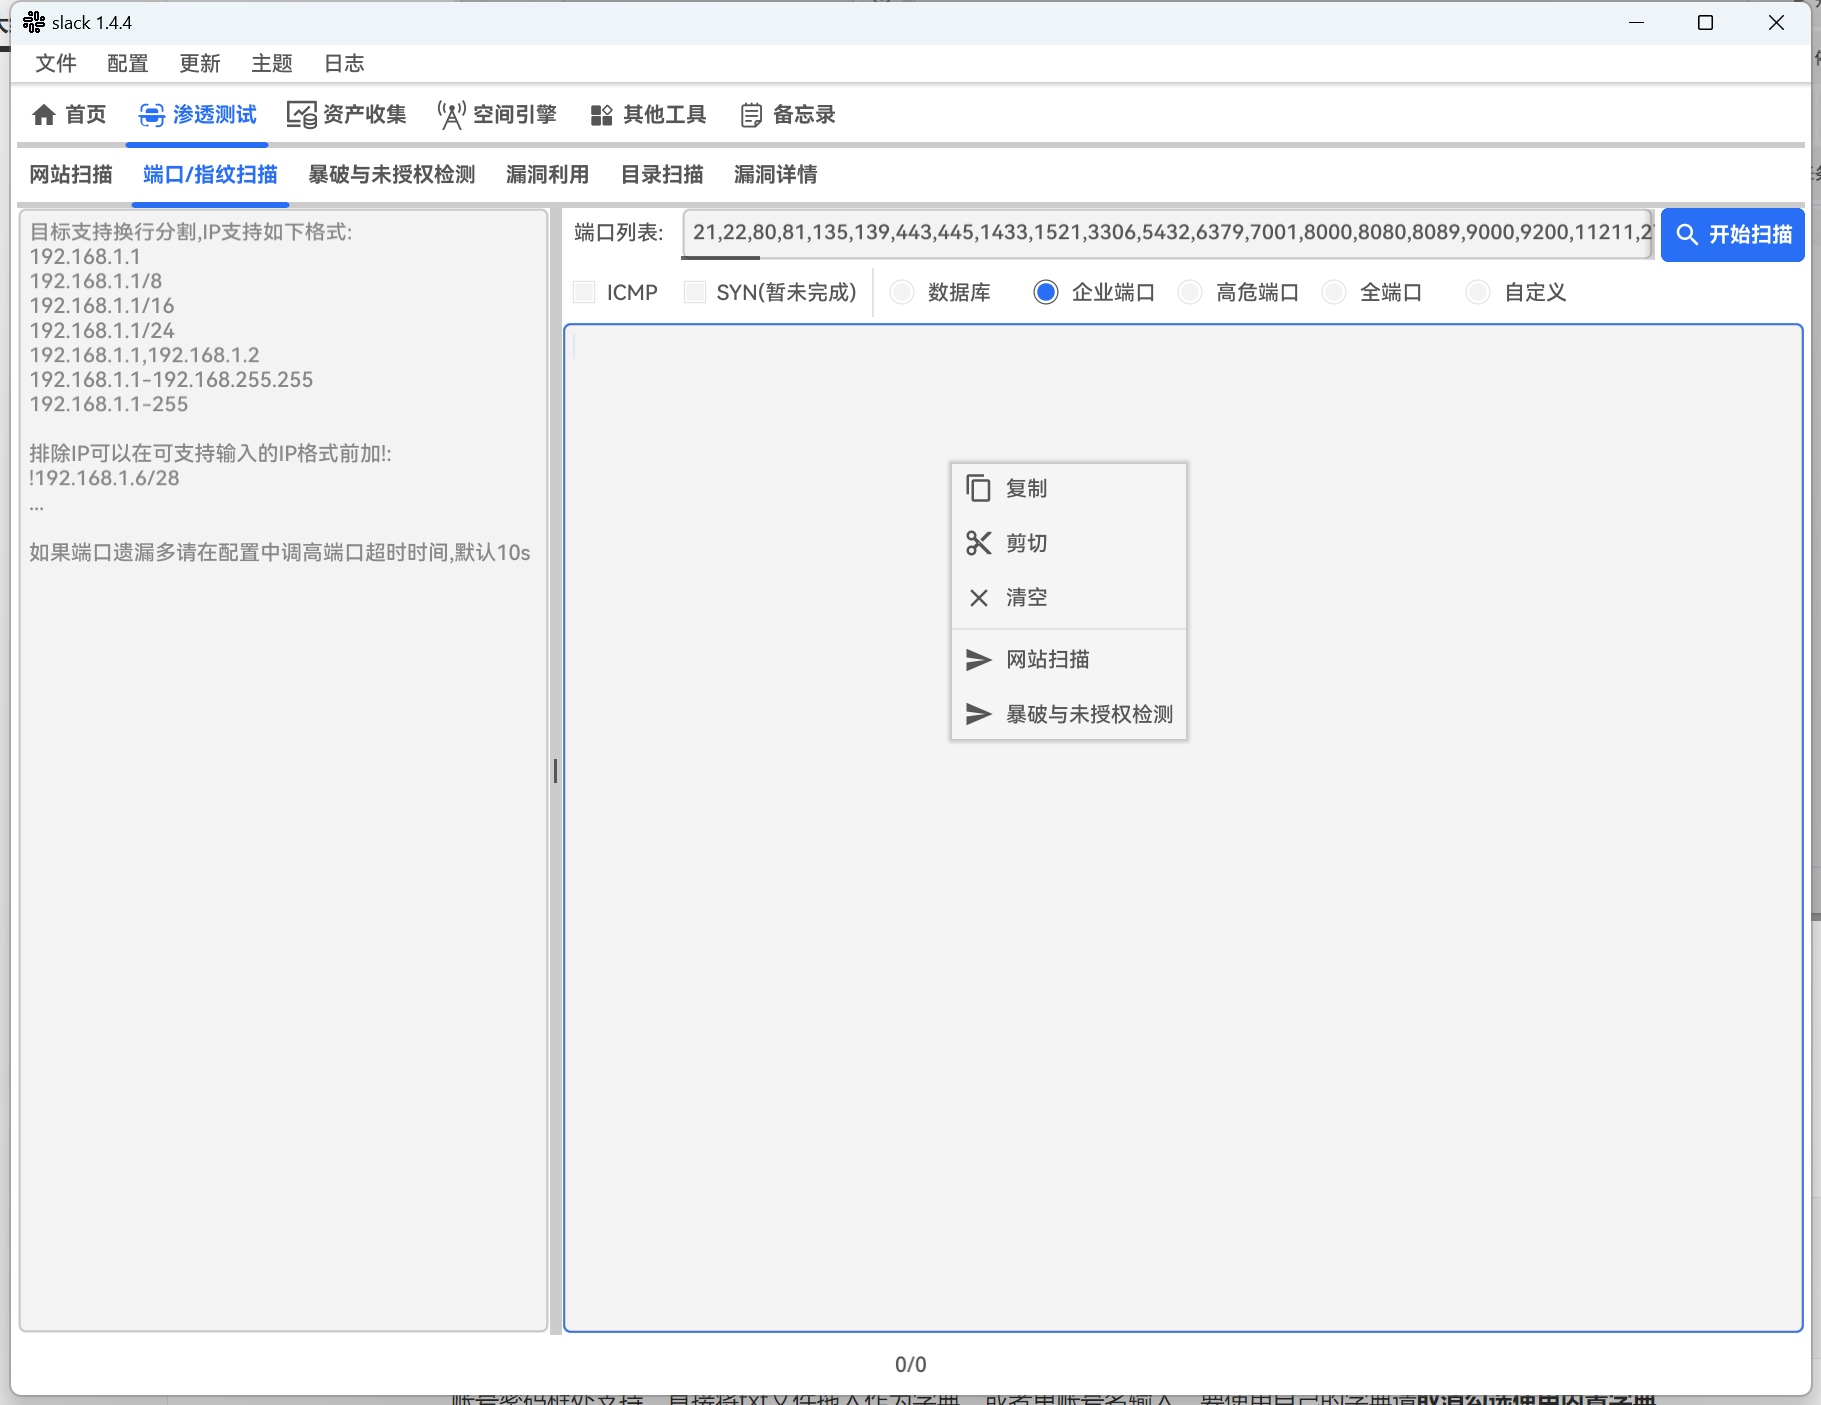 slack 1.4.4
文件 配置 更新 主题 日志
首页 渗透测试 资产收集 空间引擎 其他工具 备忘录
网站扫描 端口/指纹扫描 暴破与未授权检测 漏洞利用 目录扫描 漏洞详情
目标支持换行分割,IP支持如下格式:
192.168.1.1
192.168.1.1/8
192.168.1.1/16
192.168.1.1/24
192.168.1.1,192.168.1.2
192.168.1.1-192.168.255.255
192.168.1.1-255
排除IP可以在可支持输入的IP格式前加!:
!192.168.1.6/28
...
如果端口遗漏多请在配置中调高端口超时时间,默认10s
端口列表: 21,22,80,81,135,139,443,445,1433,1521,3306,5432,6379,7001,8000,8080,8089,9000,9200,11211,2 开始扫描
ICMP SYN(暂未完成) 数据库 企业端口 高危端口 全端口 自定义
复制
剪切
清空
网站扫描
暴破与未授权检测
0/0